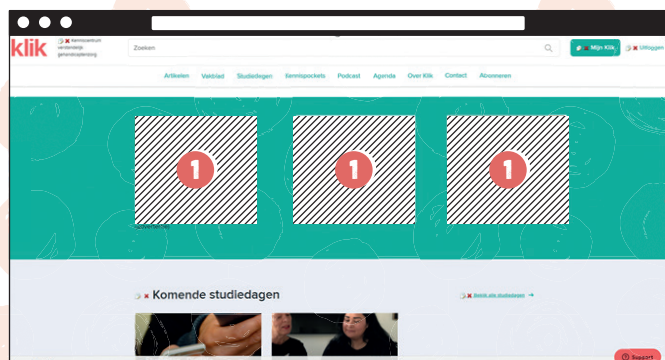 klik
Kenniscentrum
verstandelijk
gehandicaptenzorg
Zoeken
Mijn Klik
Uitloggen
Artikelen Vakblad Studiedagen Kennispockets Podcast Agenda Over Klik Contact Abonneren
1 1 1
Komende studiedagen
Bekijk alle studiedagen
Support